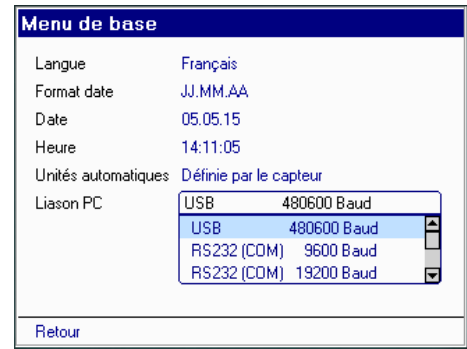 Menu de base
Langue Français
Format date JJ.MM.AA
Date 05.05.15
Heure 14:11:05
Unités automatiques Définie par le capteur
Liason PC USB 480600 Baud
USB 480600 Baud
RS232 (COM) 9600 Baud
RS232 (COM) 19200 Baud
Retour